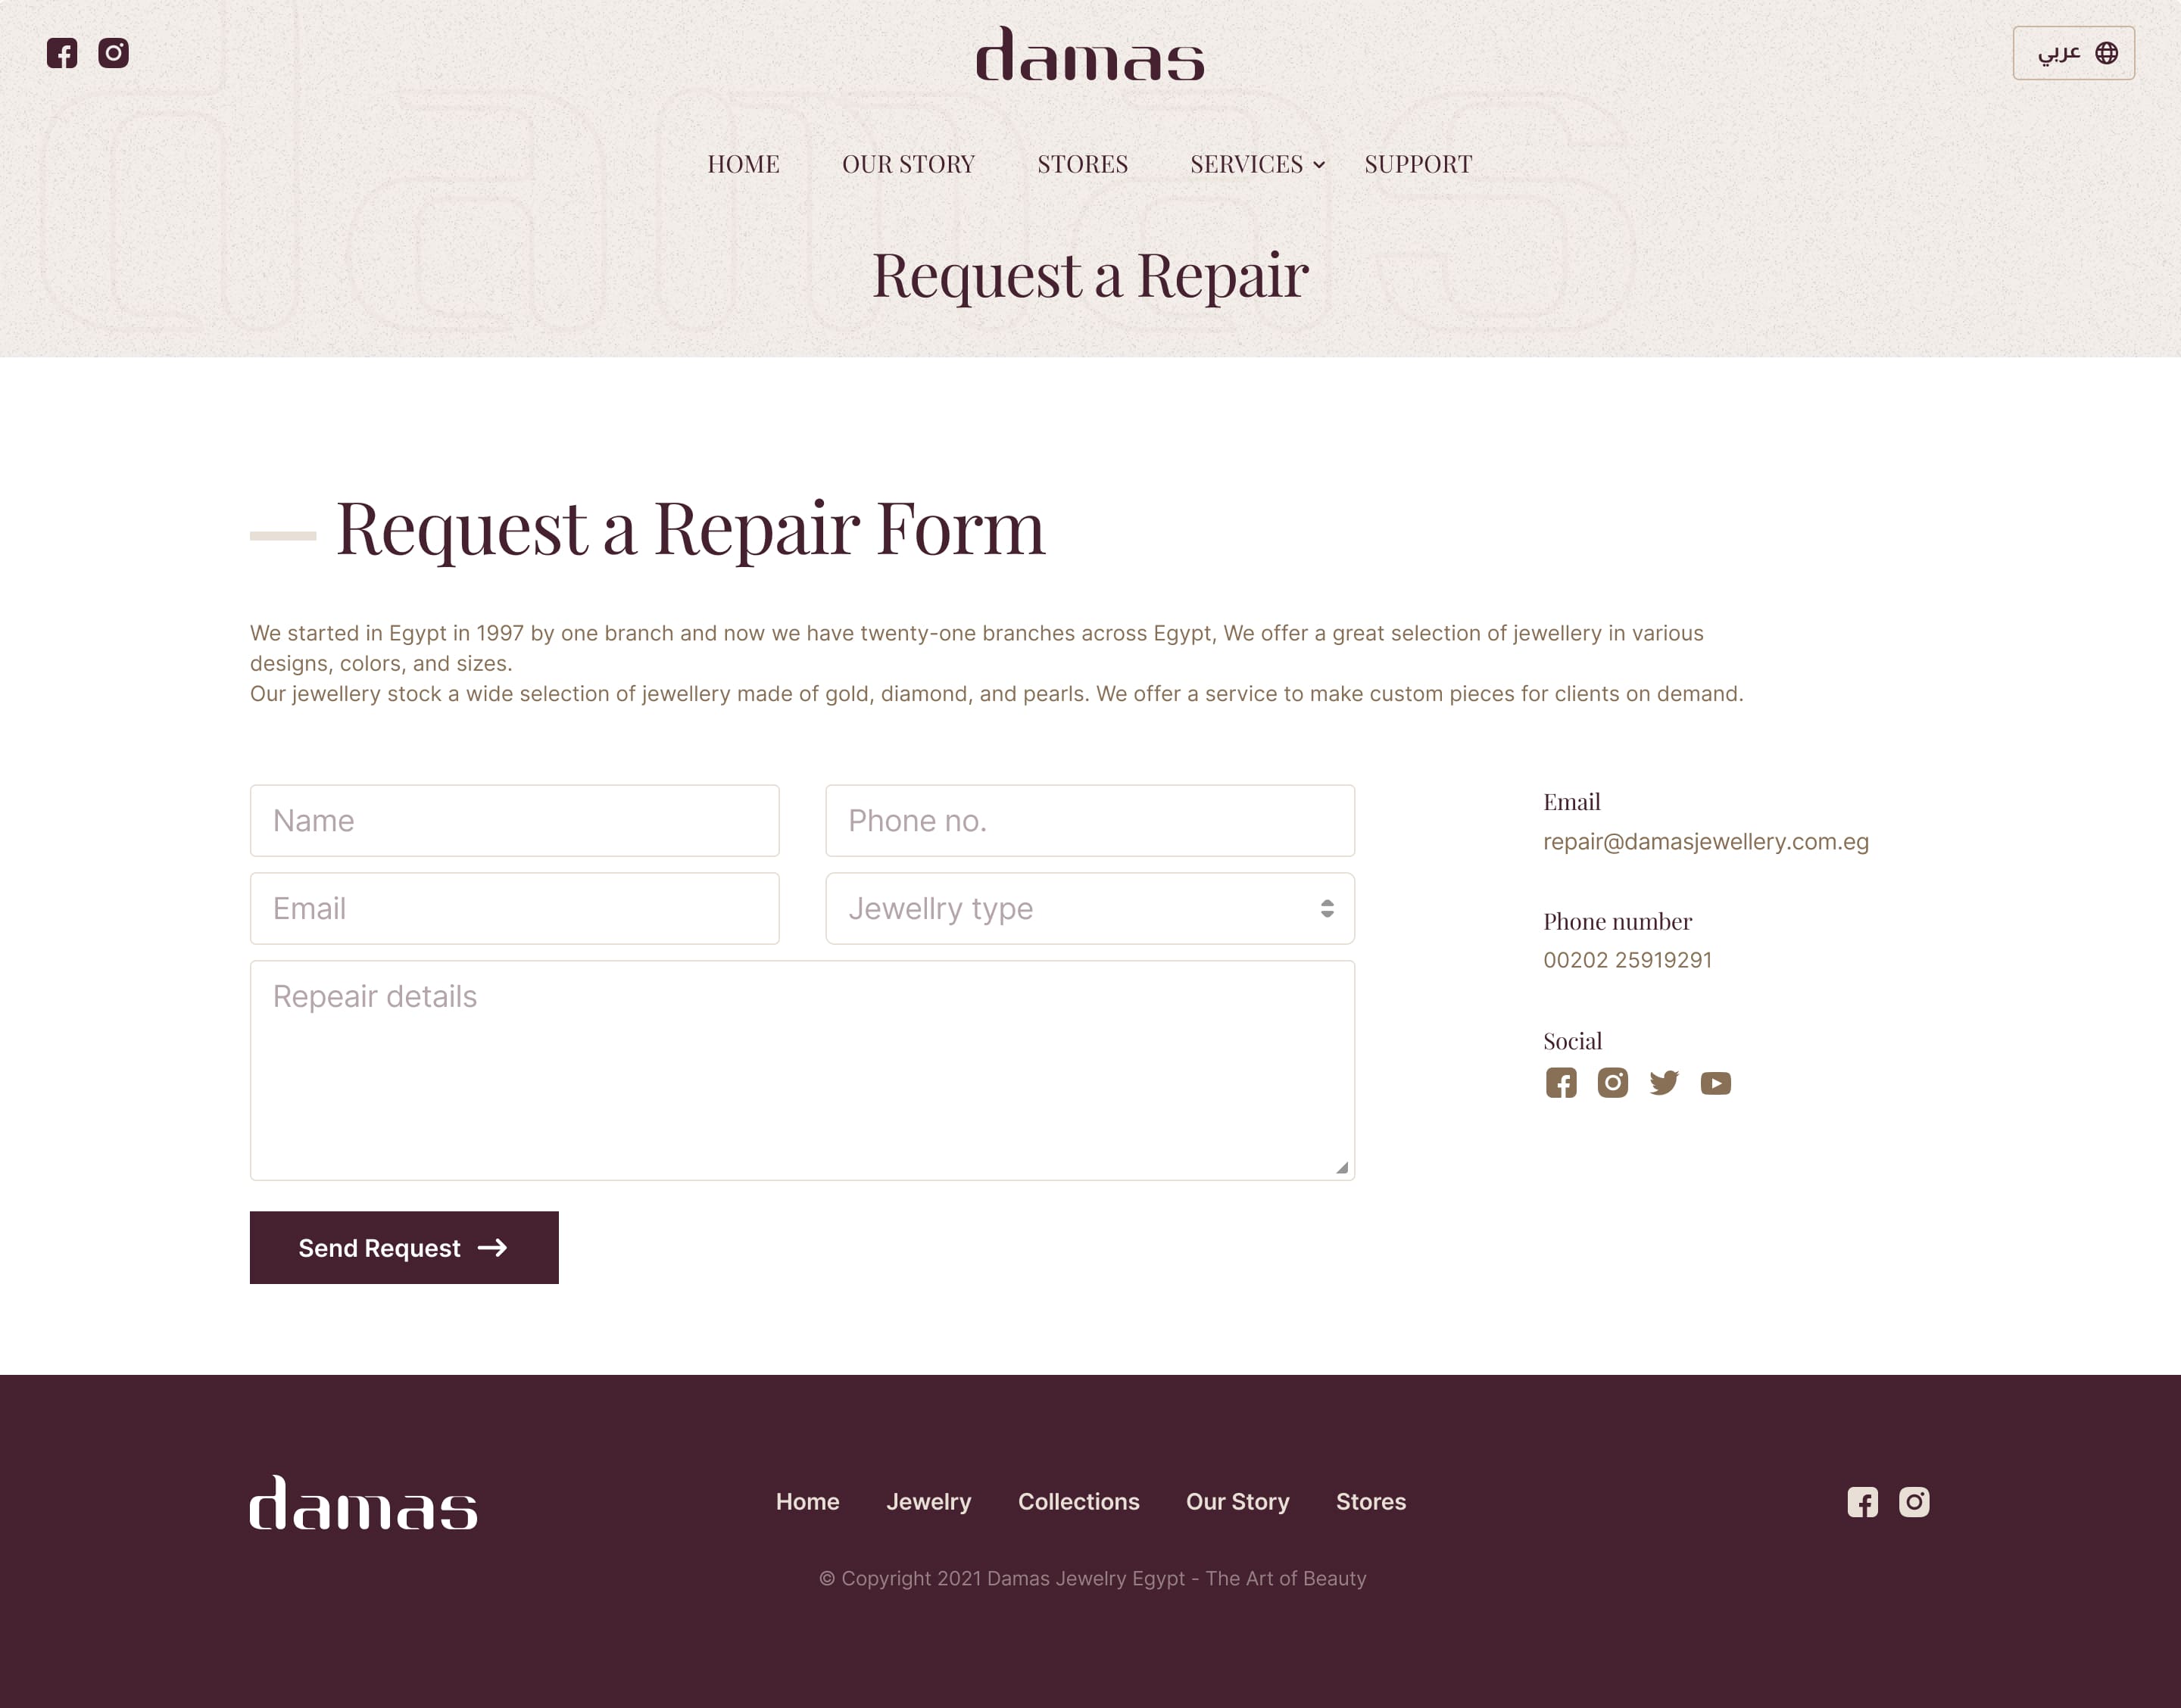 damas
عربي
HOME OUR STORY STORES SERVICES SUPPORT
Request a Repair
Request a Repair Form
We started in Egypt in 1997 by one branch and now we have twenty-one branches across Egypt, We offer a great selection of jewellery in various
designs, colors, and sizes.
Our jewellery stock a wide selection of jewellery made of gold, diamond, and pearls. We offer a service to make custom pieces for clients on demand.
Name
Phone no.
Email
Jewellry type
Repeair details
Send Request
Email
repair@damasjewellery.com.eg
Phone number
00202 25919291
Social
damas
Home Jewelry Collections Our Story Stores
© Copyright 2021 Damas Jewelry Egypt - The Art of Beauty